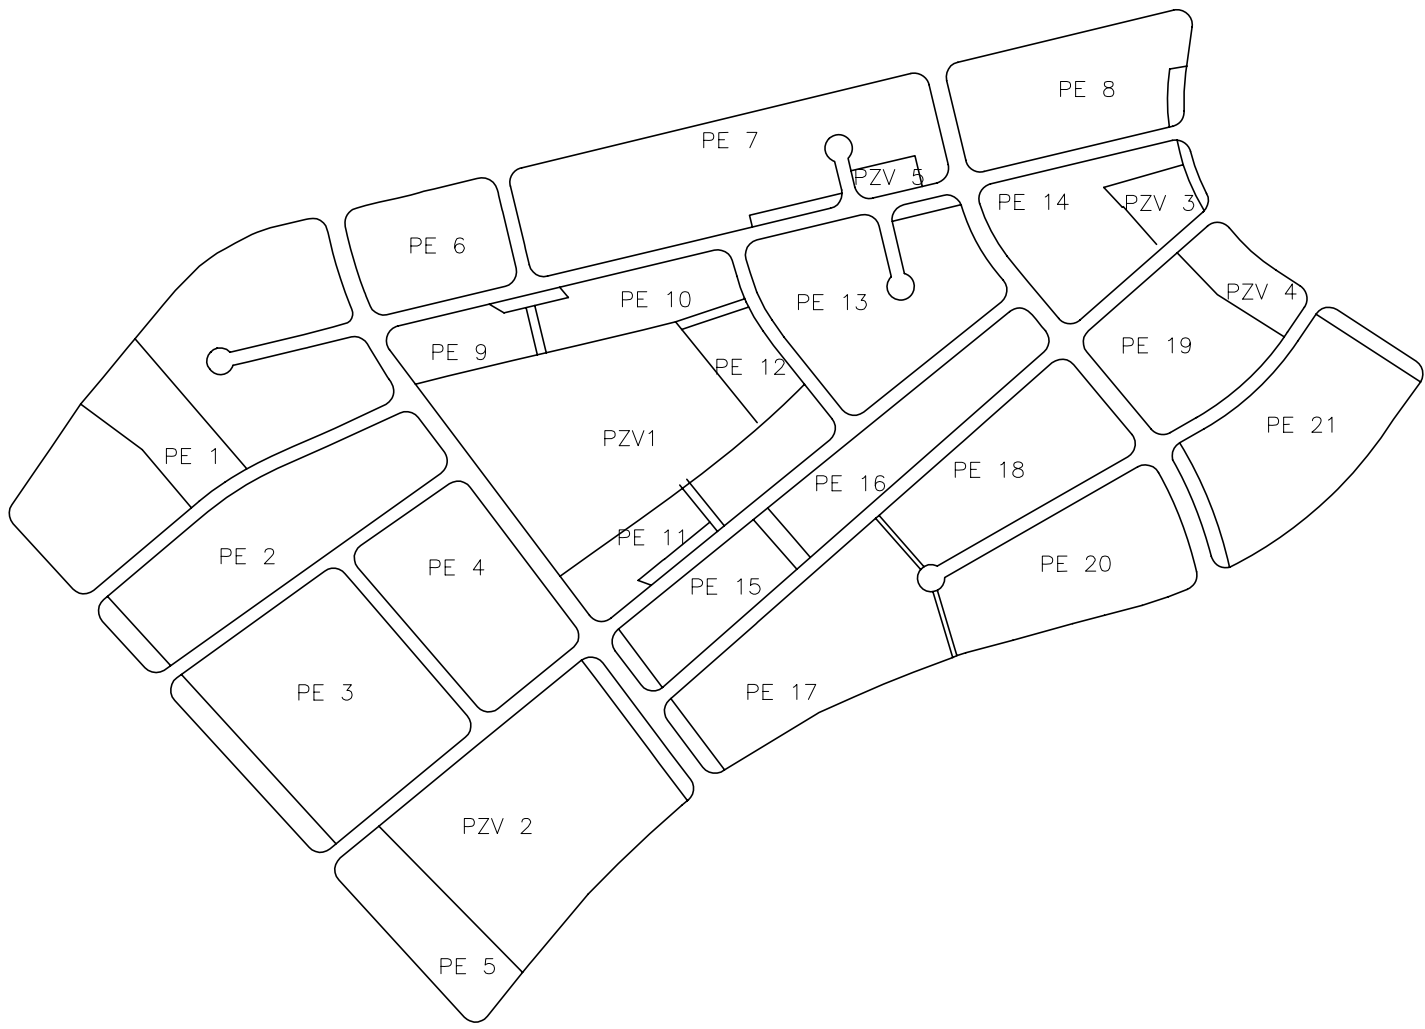 PE 8
PE 7
PZV 5
PE 14
PZV 3
PE 6
PE 10
PE 13
PZV 4
PE 9
PE 12
PE 19
PZV1
PE 21
PE 1
PE 18
PE 16
PE 11
PE 2
PE 4
PE 20
PE 15
PE 3
PE 17
PZV 2
PE 5